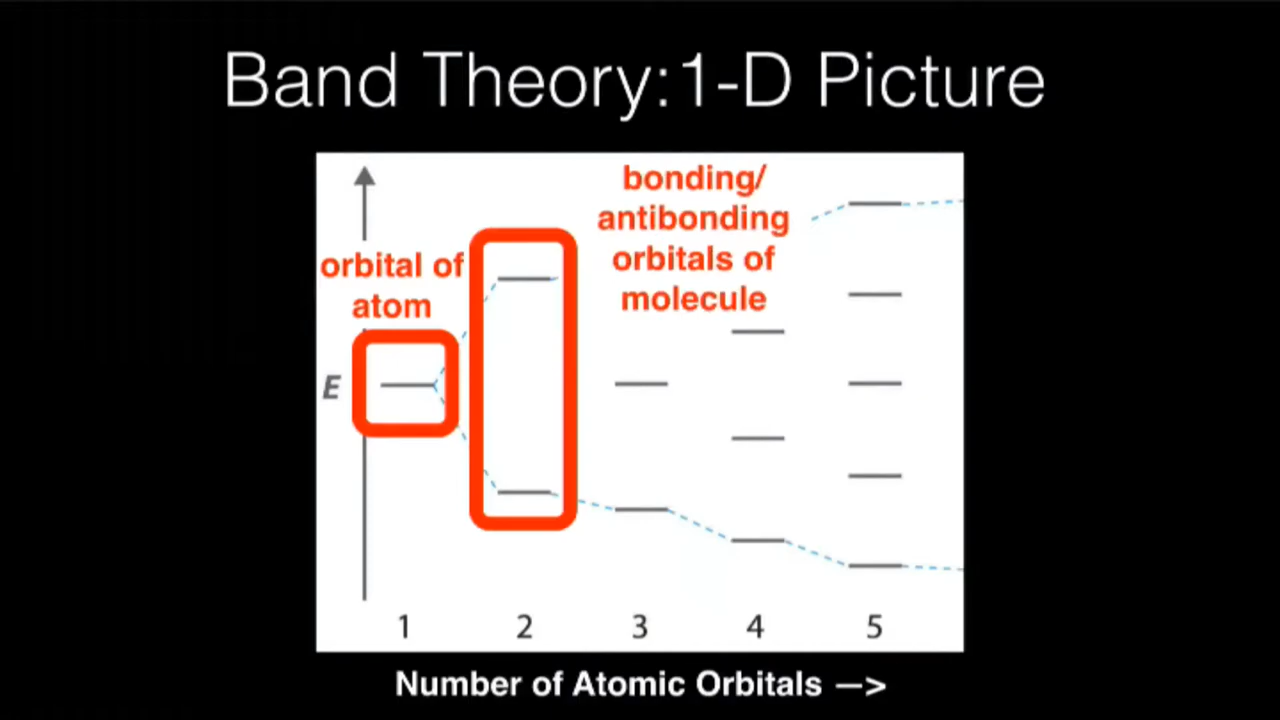 Band Theory:1-D Picture
bonding/
antibonding
orbitals of
molecule
orbital of
atom
E
1 2 3 4 5
Number of Atomic Orbitals —>